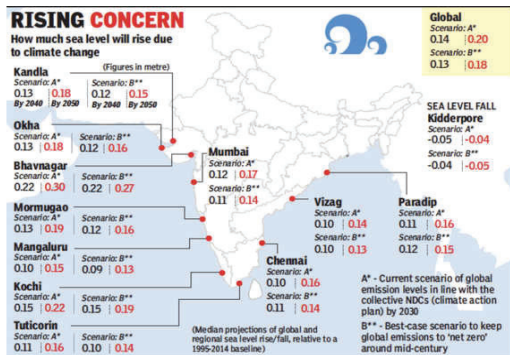 RISING CONCERN
How much sea level will rise due
to climate change
(Figures in metre)
Kandla
Scenario: A* Scenario: B**
0.13 0.18 0.12 0.15
By 2040 By 2050 By 2040 By 2050
Okha
Scenario: A* Scenario: B**
0.13 0.18 0.12 0.16
Bhavnagar
Scenario: A* Scenario: B**
0.22 0.30 0.22 0.27
Mormugao
Scenario: A* Scenario: B**
0.13 0.19 0.12 0.16
Mangaluru
Scenario: A* Scenario: B**
0.10 0.15 0.09 0.13
Kochi
Scenario: A* Scenario: B**
0.15 0.22 0.15 0.19
Tuticorin
Scenario: A* Scenario: B**
0.11 0.16 0.10 0.14
Mumbai
Scenario: A*
0.12 0.17
Scenario: B**
0.11 0.14
Chennai
Scenario: A*
0.10 0.16
Scenario: B**
0.11 0.14
Vizag
Scenario: A*
0.10 0.14
Scenario: B**
0.10 0.13
Paradip
Scenario: A*
0.11 0.16
Scenario: B**
0.12 0.15
Global
Scenario: A*
0.14 0.20
Scenario: B**
0.13 0.18
SEA LEVEL FALL
Kidderpore
Scenario: A*
-0.05 -0.04
Scenario: B**
-0.04 -0.05
A* - Current scenario of global
emission levels in line with the
collective NDCs (climate action
plan) by 2030
B** - Best-case scenario to keep
global emissions to 'net zero'
around mid-century
(Median projections of global and
regional sea level rise/fall, relative to a
1995-2014 baseline)